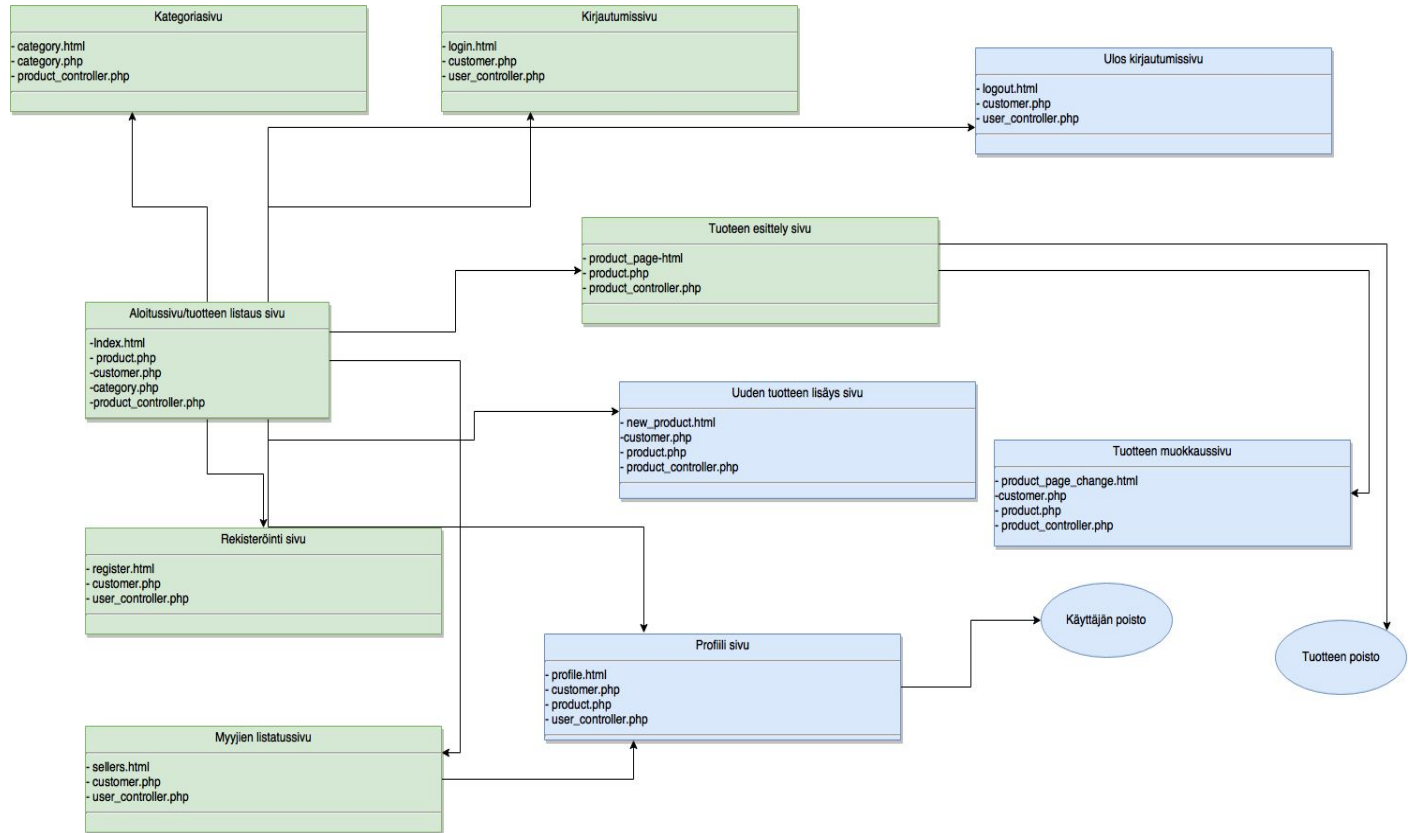 Kategoriasivu
- category.html
- category.php
- product_controller.php
Kirjautumissivu
- login.html
- customer.php
- user_controller.php
Ulos kirjautumissivu
- logout.html
- customer.php
- user_controller.php
Tuoteen esittely sivu
- product_page-html
- product.php
- product_controller.php
Aloitussivu/tuotteen listaus sivu
-Index.html
- product.php
-customer.php
-category.php
-product_controller.php
Uuden tuotteen lisäys sivu
- new_product.html
-customer.php
- product.php
- product_controller.php
Tuotteen muokkaussivu
- product_page_change.html
-customer.php
- product.php
- product_controller.php
Rekisteröinti sivu
- register.html
- customer.php
- user_controller.php
Käyttäjän poisto
Tuotteen poisto
Profiili sivu
- profile.html
- customer.php
- product.php
- user_controller.php
Myyjien listatussivu
- sellers.html
- customer.php
- user_controller.php